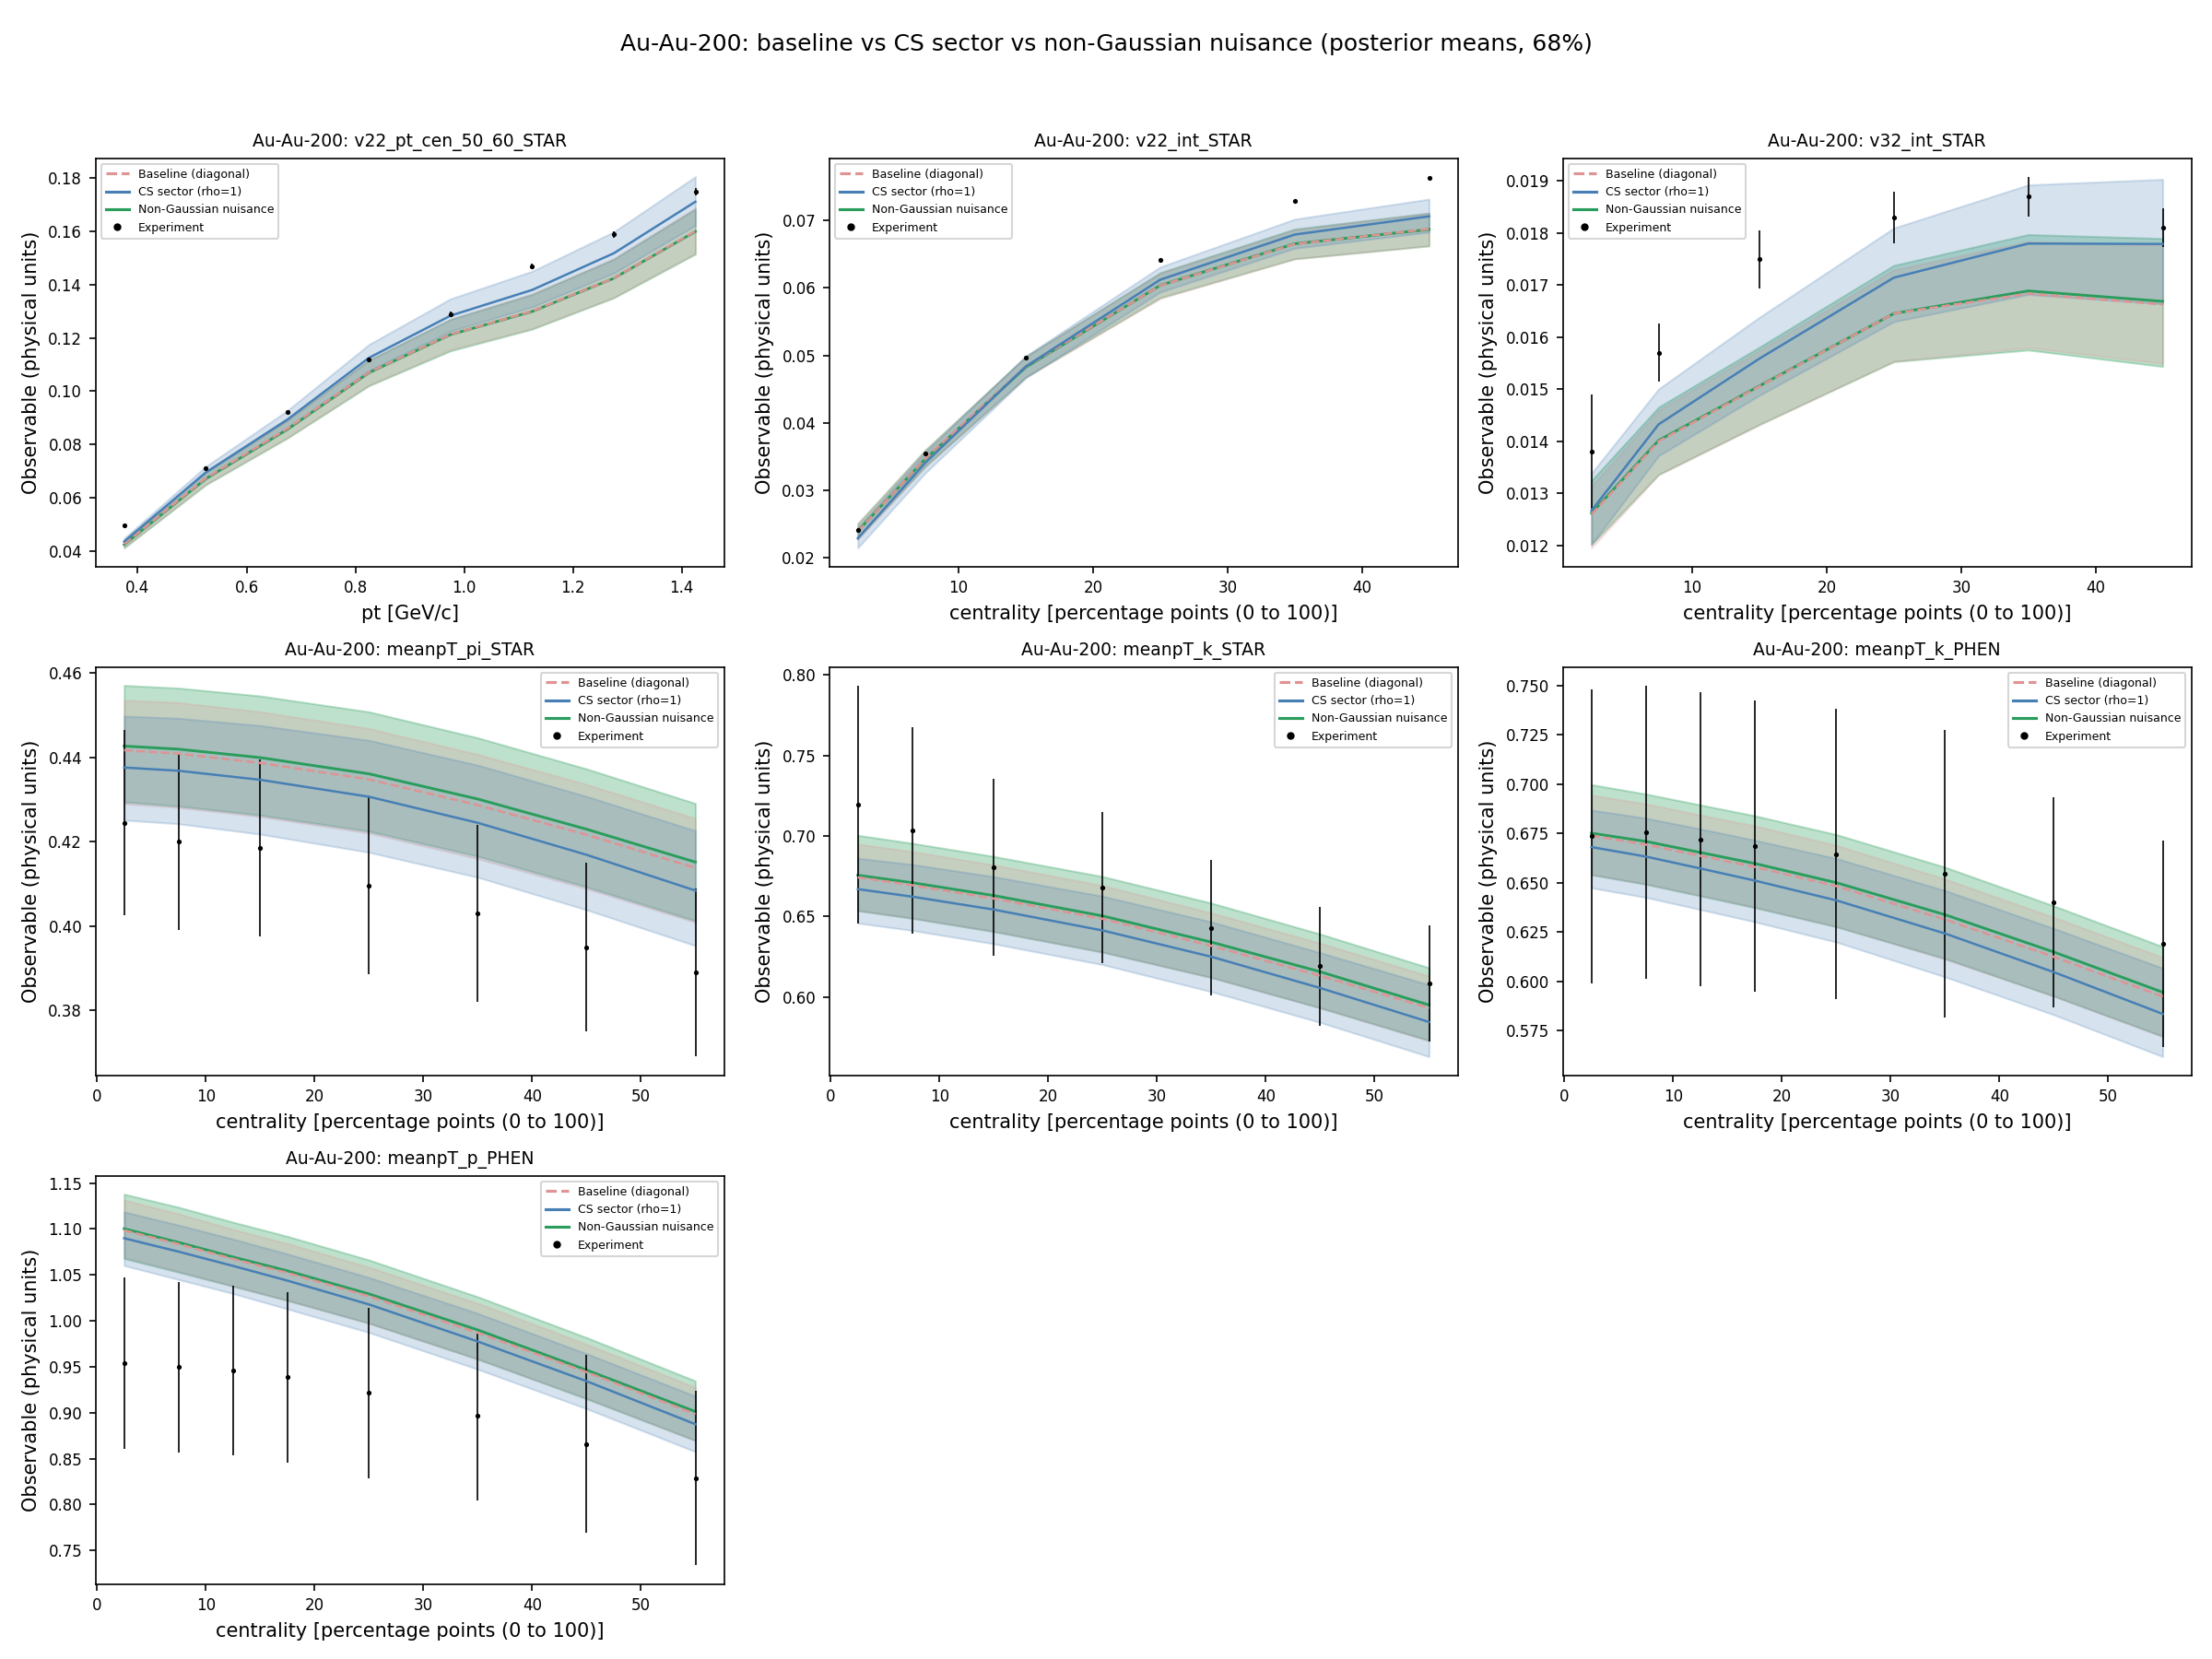 Au-Au-200: baseline vs CS sector vs non-Gaussian nuisance (posterior means, 68%)
Au-Au-200: v22_pt_cen_50_60_STAR
Observable (physical units)
0.18
0.16
0.14
0.12
0.10
0.08
0.06
0.04
Baseline (diagonal)
CS sector (rho=1)
Non-Gaussian nuisance
Experiment
0.4 0.6 0.8 1.0 1.2 1.4
pt [GeV/c]
Au-Au-200: v22_int_STAR
Observable (physical units)
0.07
0.06
0.05
0.04
0.03
0.02
Baseline (diagonal)
CS sector (rho=1)
Non-Gaussian nuisance
Experiment
10 20 30 40
centrality [percentage points (0 to 100)]
Au-Au-200: v32_int_STAR
Observable (physical units)
0.019
0.018
0.017
0.016
0.015
0.014
0.013
0.012
Baseline (diagonal)
CS sector (rho=1)
Non-Gaussian nuisance
Experiment
10 20 30 40
centrality [percentage points (0 to 100)]
Au-Au-200: meanpT_pi_STAR
Observable (physical units)
0.46
0.44
0.42
0.40
0.38
Baseline (diagonal)
CS sector (rho=1)
Non-Gaussian nuisance
Experiment
0 10 20 30 40 50
centrality [percentage points (0 to 100)]
Au-Au-200: meanpT_k_STAR
Observable (physical units)
0.80
0.75
0.70
0.65
0.60
Baseline (diagonal)
CS sector (rho=1)
Non-Gaussian nuisance
Experiment
0 10 20 30 40 50
centrality [percentage points (0 to 100)]
Au-Au-200: meanpT_k_PHEN
Observable (physical units)
0.750
0.725
0.700
0.675
0.650
0.625
0.600
0.575
Baseline (diagonal)
CS sector (rho=1)
Non-Gaussian nuisance
Experiment
0 10 20 30 40 50
centrality [percentage points (0 to 100)]
Au-Au-200: meanpT_p_PHEN
Observable (physical units)
1.15
1.10
1.05
1.00
0.95
0.90
0.85
0.80
0.75
Baseline (diagonal)
CS sector (rho=1)
Non-Gaussian nuisance
Experiment
0 10 20 30 40 50
centrality [percentage points (0 to 100)]